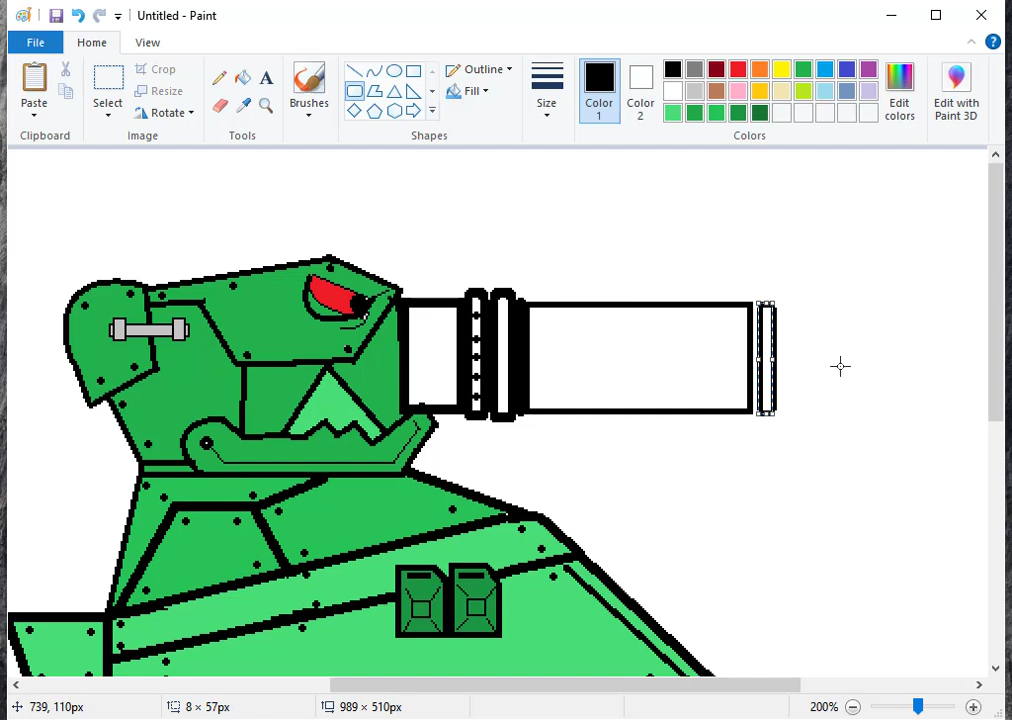 Untitled - Paint
File Home View
Paste
Select
Crop
Resize
Rotate
Brushes
Outline
Fill
Size
Color
1
Color
2
Edit
colors
Edit with
Paint 3D
Clipboard Image Tools Shapes Colors
739, 110px 8 × 57px 989 × 510px 200%